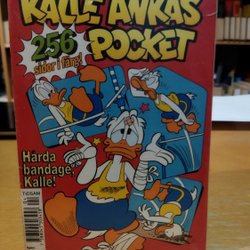 KALLE ANKAS
256
sidor i färg!
POCKET
Harda
bandage,
Kalle!